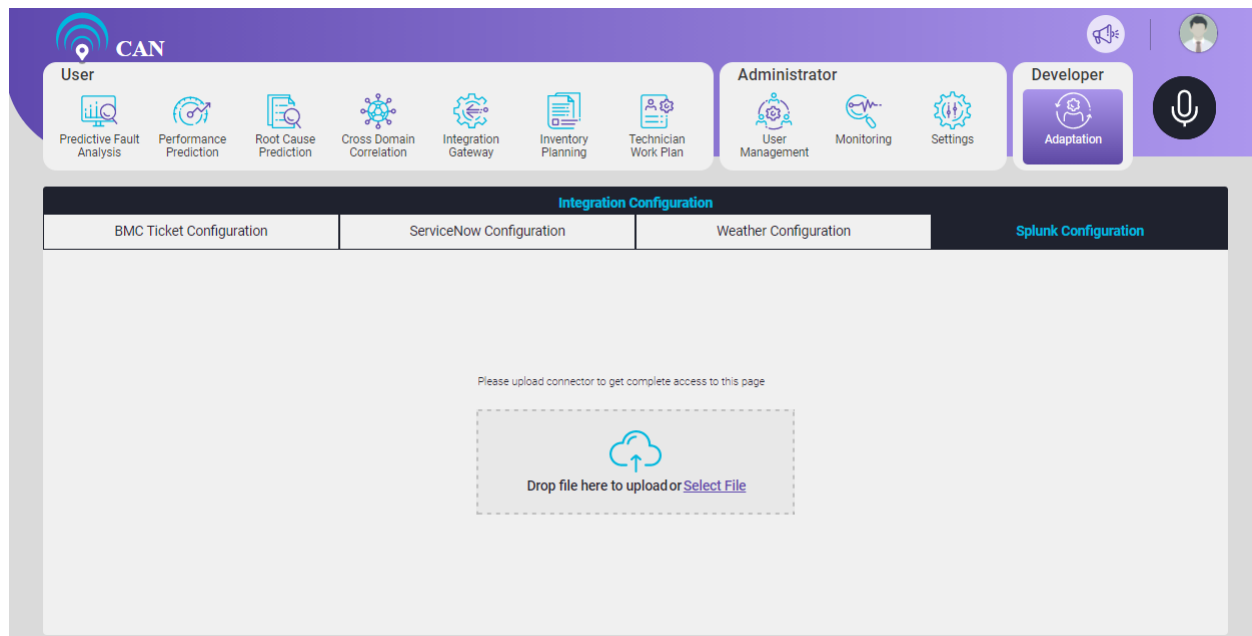 CAN
User
Administrator
Developer
Predictive Fault
Analysis
Performance
Prediction
Root Cause
Prediction
Cross Domain
Correlation
Integration
Gateway
Inventory
Planning
Technician
Work Plan
User
Management
Monitoring
Settings
Adaptation
Integration Configuration
BMC Ticket Configuration
ServiceNow Configuration
Weather Configuration
Splunk Configuration
Please upload connector to get complete access to this page
Drop file here to upload or Select File